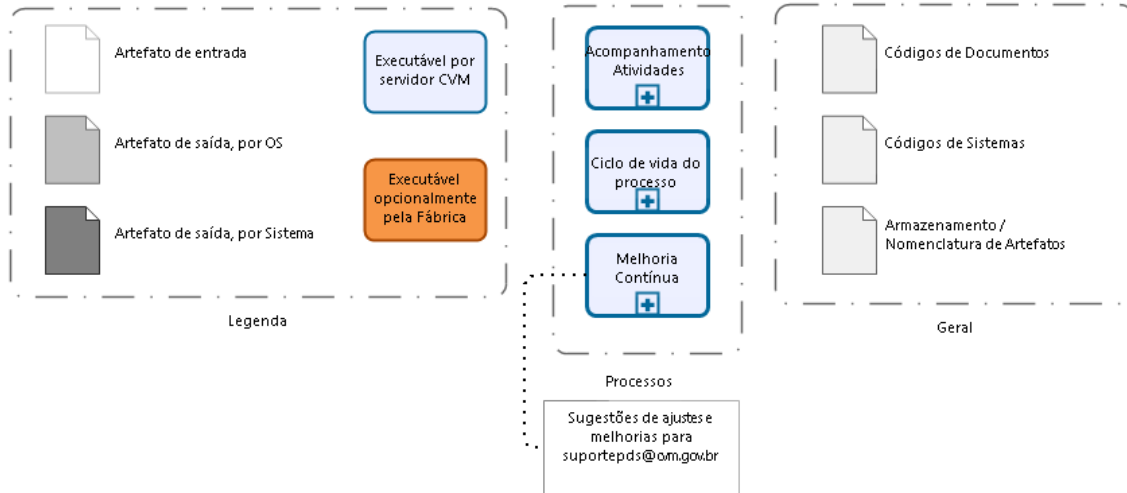 Artefato de entrada
Artefato de saída, por OS
Artefato de saída, por Sistema
Executável por
servidor CVM
Executável
opcionalmente
pela Fábrica
Legenda
Acompanhamento
Atividades
Ciclo de vida do
processo
Melhoria
Contínua
Processos
Sugestões de ajustes e
melhorias para
suportepds@cvm.gov.br
Códigos de Documentos
Códigos de Sistemas
Armazenamento /
Nomenclatura de Artefatos
Geral